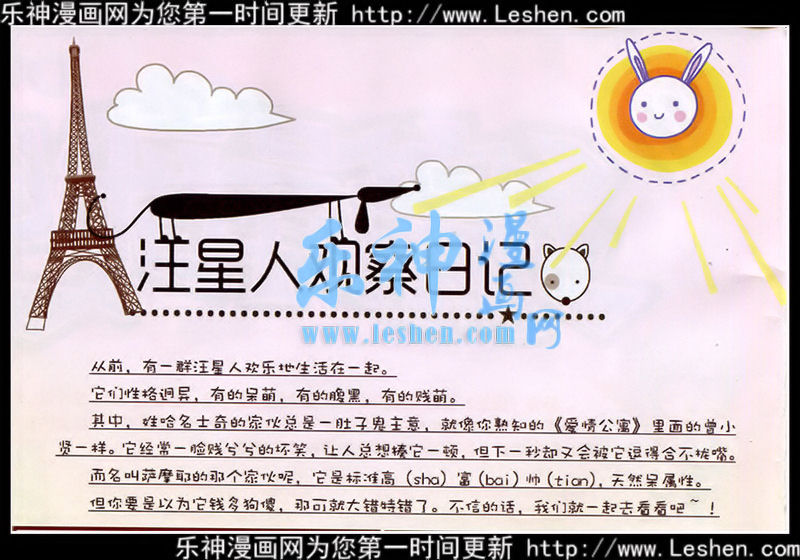 乐神漫画网为您第一时间更新 http://www.Leshen.com
汪星人观察日记
乐神漫画网
www.leshen.com
从前，有一群汪星人欢乐地生活在一起。
它们性格迥异，有的呆萌，有的腹黑，有的贱萌。
其中，姓哈名士奇的家伙总是一肚子鬼主意，就像你熟知的《爱情公寓》里面的曾小
贤一样。它经常一脸贱兮兮的坏笑，让人总想揍它一顿，但下一秒却又会被它逗得合不拢嘴。
而名叫萨摩耶的那个家伙呢，它是标准高（sha）富（bai）帅（tian），天然呆属性。
但你要是以为它钱多狗傻，那可就大错特错了。不信的话，我们就一起去看看吧~！
乐神漫画网为您第一时间更新 http://www.Leshen.com